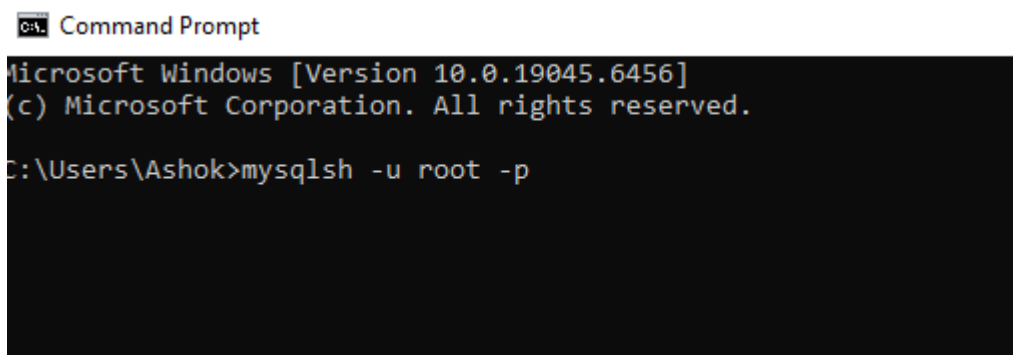 Command Prompt
Microsoft Windows [Version 10.0.19045.6456]
(c) Microsoft Corporation. All rights reserved.
C:\Users\Ashok>mysqlsh -u root -p